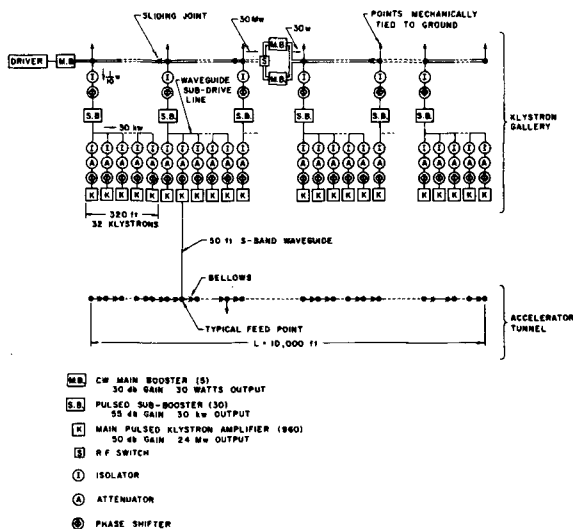 SLIDING JOINT
30 Mw
M.B.
30 w
POINTS MECHANICALLY
TIED TO GROUND
DRIVER
M.B.
S
M.B.
1/10 w
I
I
I
I
I
I
WAVEGUIDE
SUB-DRIVE
LINE
S.B.
S.B.
S.B.
S.B.
S.B.
S.B.
KLYSTRON
GALLERY
30 kw
I I I I I I I I I I I I I I I I I I I I I
A A A A A A A A A A A A A A A A A A A A A
K K K K K K K K K K K K K K K K K K K K K
320 ft
32 KLYSTRONS
50 ft S-BAND WAVEGUIDE
BELLOWS
TYPICAL FEED POINT
L = 10,000 ft
ACCELERATOR
TUNNEL
M.B. CW MAIN BOOSTER (5)
30 db GAIN 30 WATTS OUTPUT
S.B. PULSED SUB-BOOSTER (30)
55 db GAIN 30 kw OUTPUT
K MAIN PULSED KLYSTRON AMPLIFIER (960)
50 db GAIN 24 Mw OUTPUT
S R F SWITCH
I ISOLATOR
A ATTENUATOR
PHASE SHIFTER